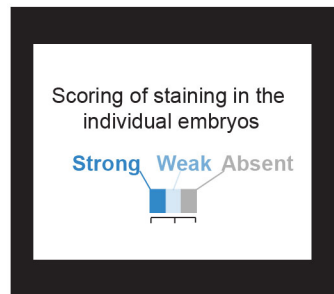 Scoring of staining in the
individual embryos
Strong Weak Absent